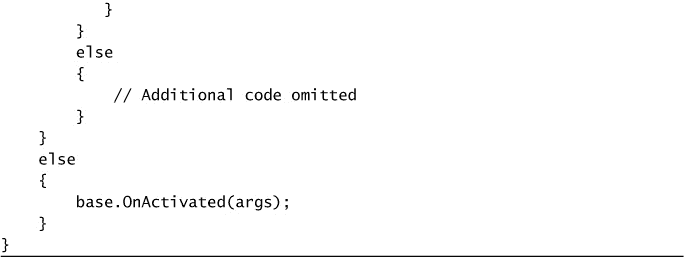 }
        }
        else
        {
            // Additional code omitted
        }
    }
    else
    {
        base.OnActivated(args);
    }
}